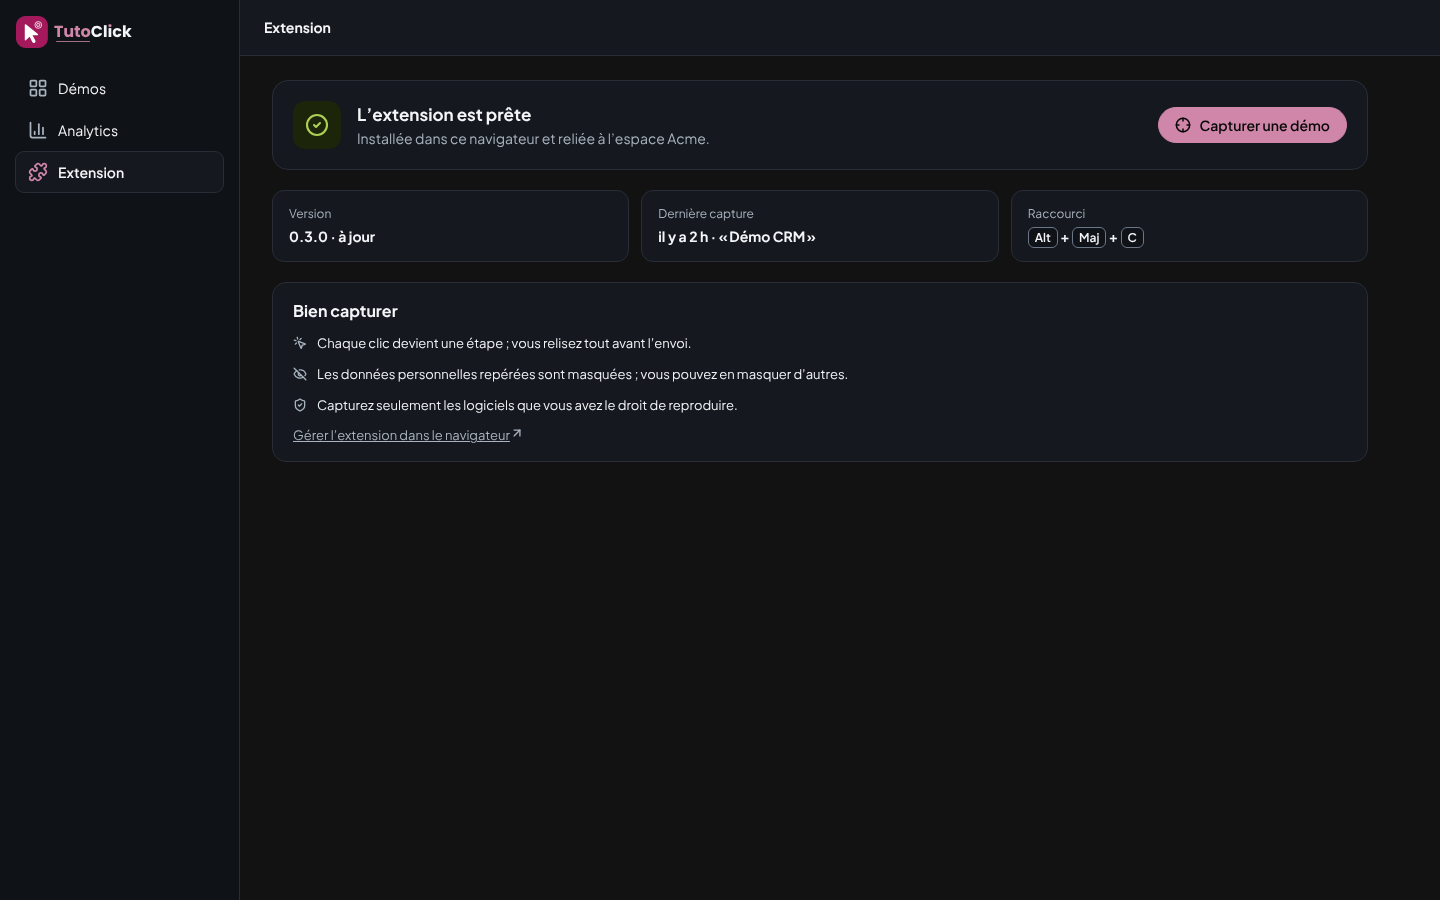 TutoClick
Extension
Démos
Analytics
Extension
L’extension est prête
Installée dans ce navigateur et reliée à l’espace Acme.
Capturer une démo
Version
0.3.0 · à jour
Dernière capture
il y a 2 h · « Démo CRM »
Raccourci
Alt + Maj + C
Bien capturer
Chaque clic devient une étape ; vous relisez tout avant l’envoi.
Les données personnelles repérées sont masquées ; vous pouvez en masquer d’autres.
Capturez seulement les logiciels que vous avez le droit de reproduire.
Gérer l’extension dans le navigateur